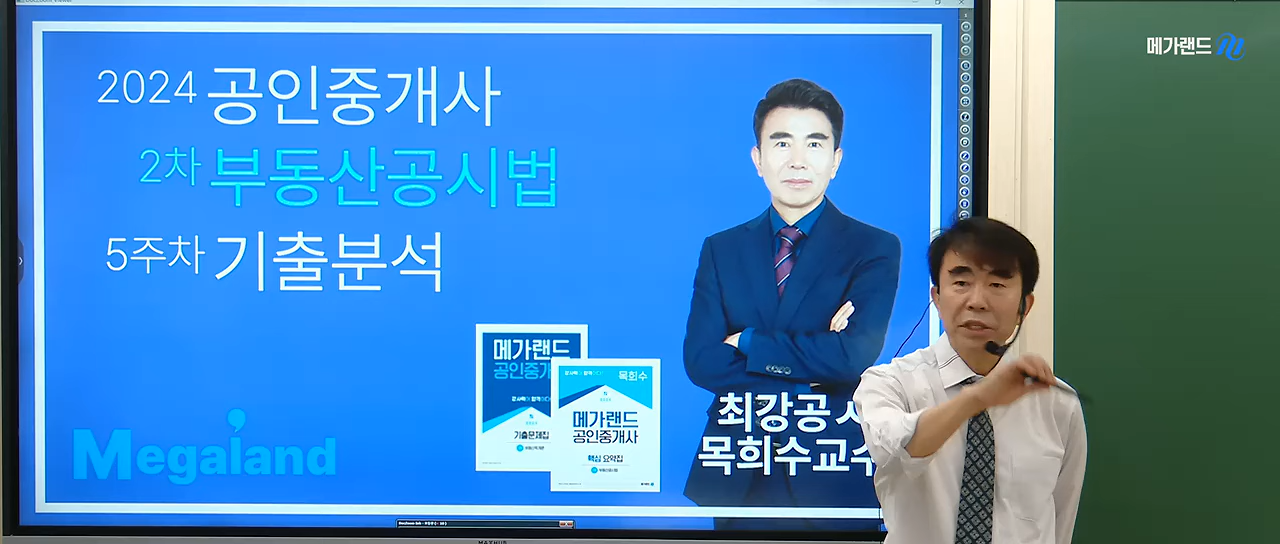 메가랜드
2024 공인중개사
2차 부동산공시법
5주차 기출분석
메가랜드
공인중개
기출문제집
목희수
메가랜드
공인중개사
핵심 요약집
최강공시
목희수교수
Megaland